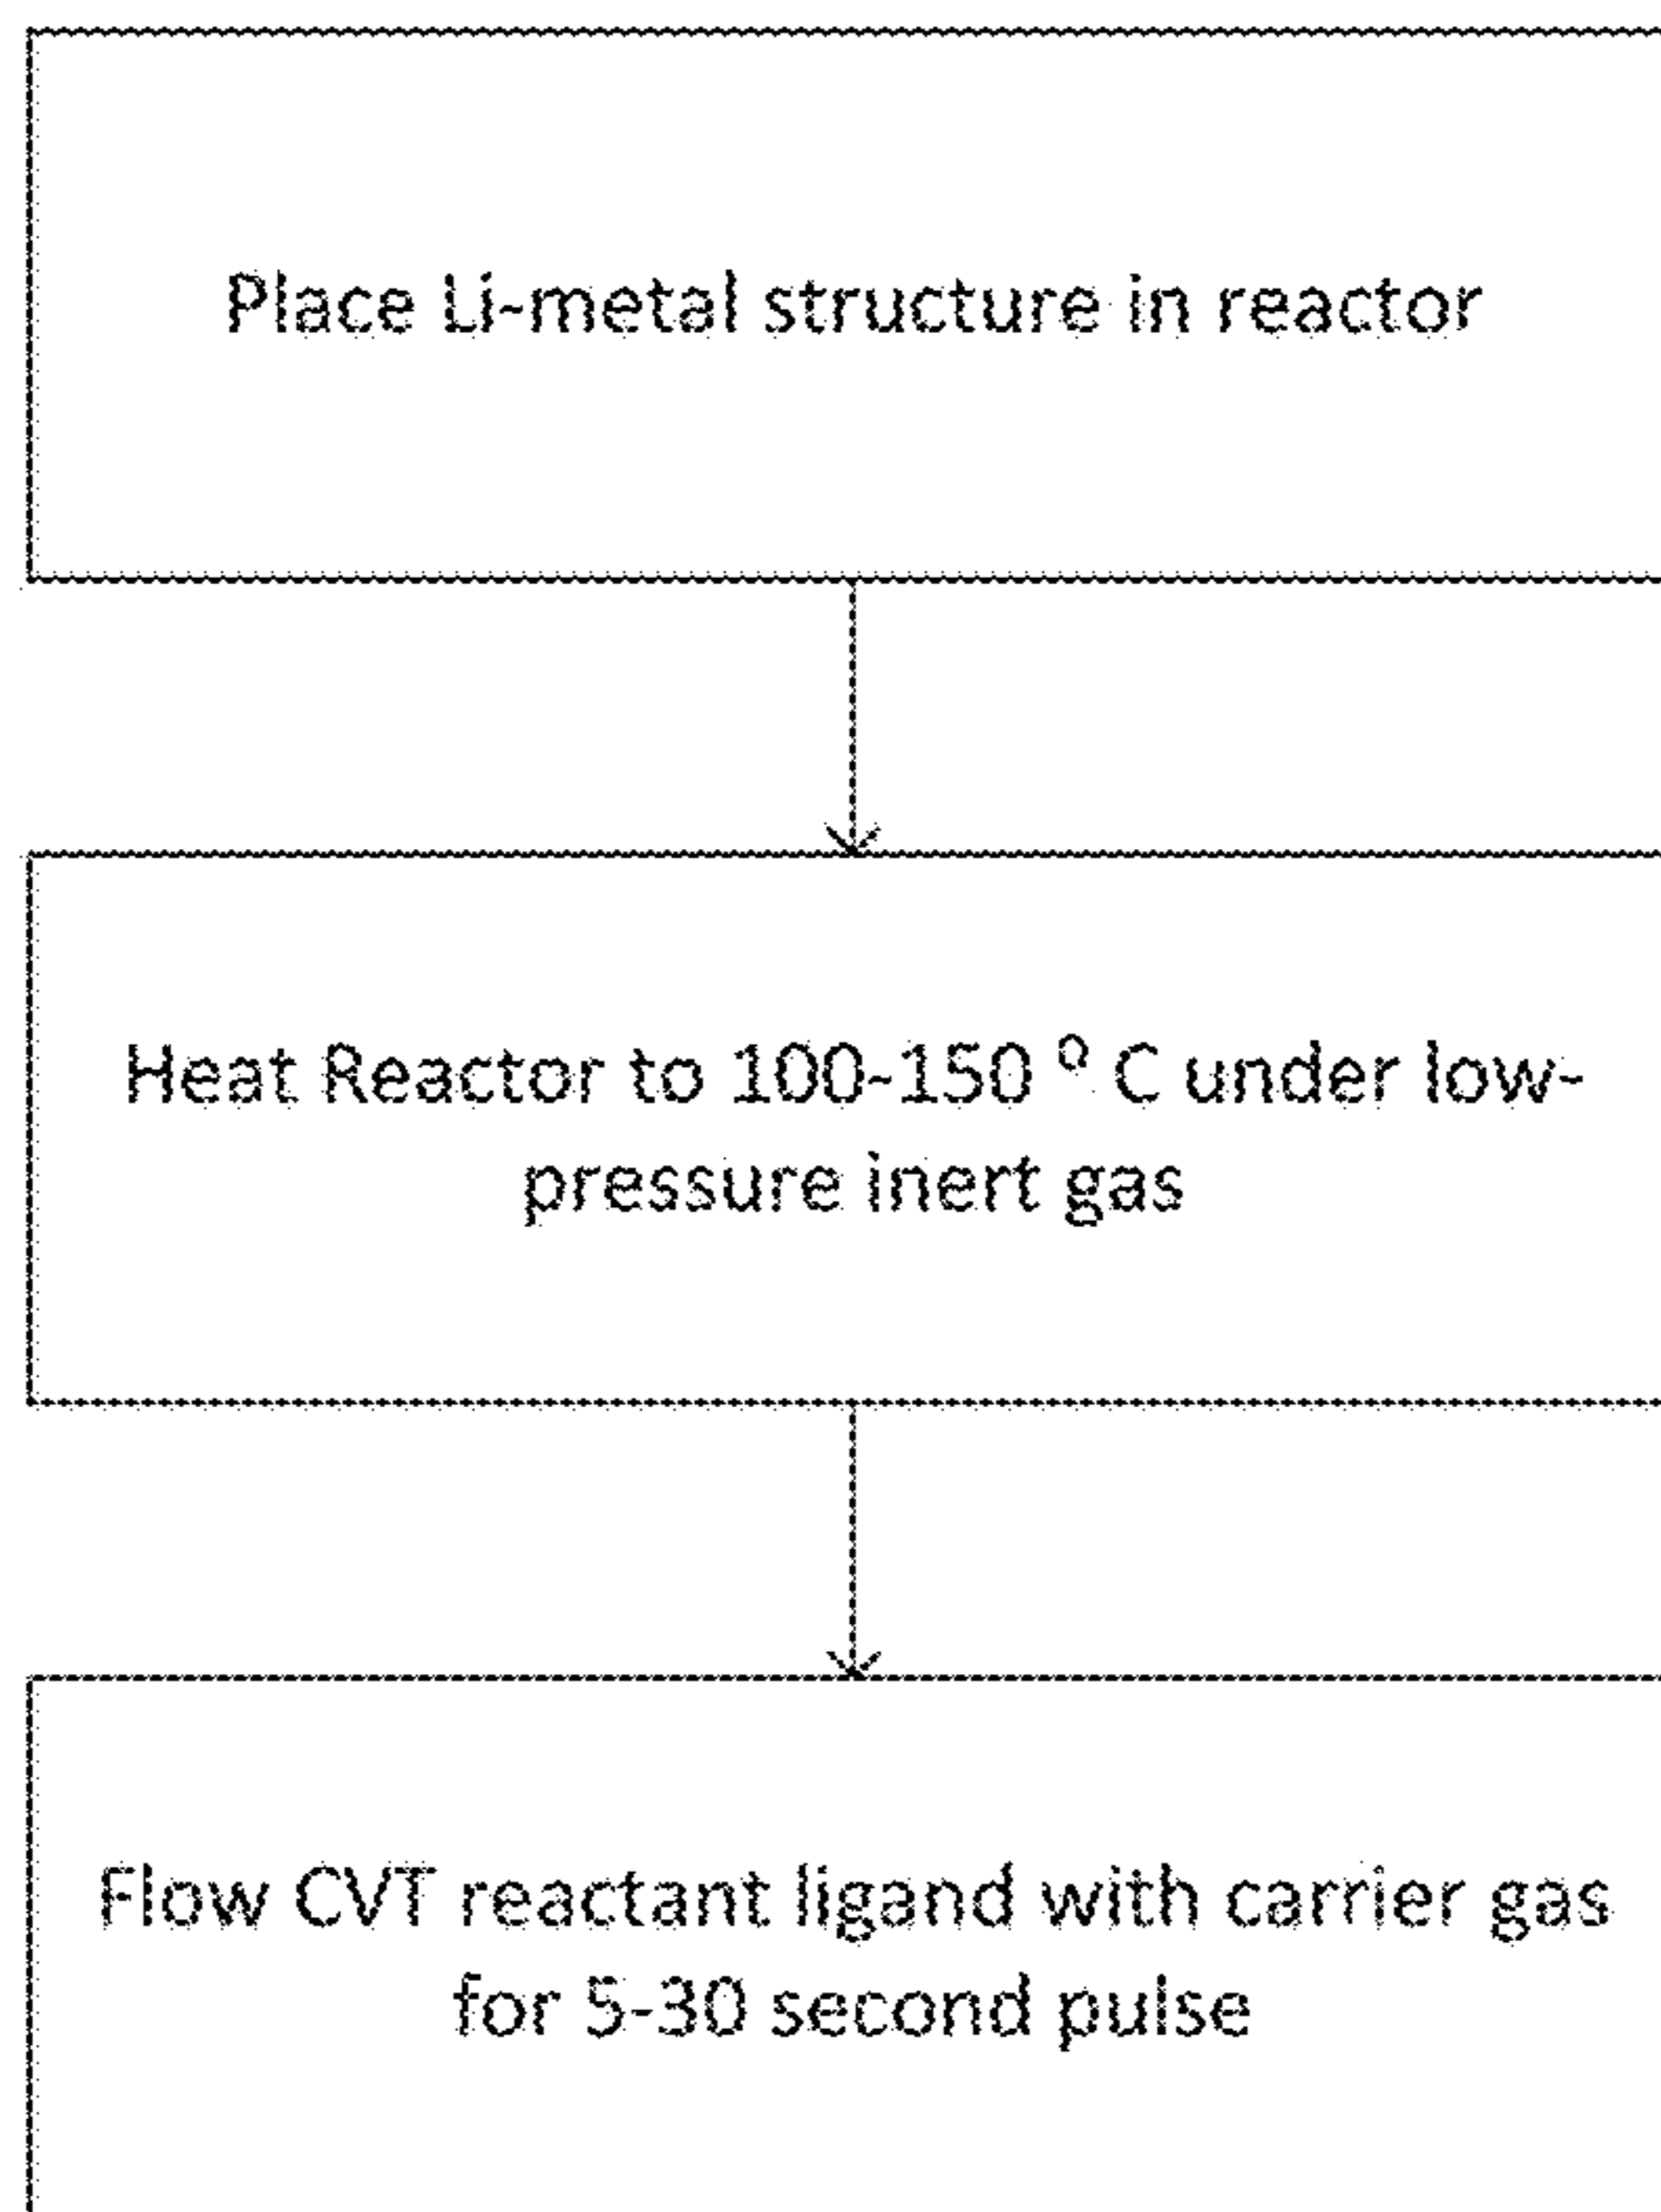 Place Li-metal structure in reactor
Heat Reactor to 100-150 ° C under low-
pressure inert gas
Flow CVT reactant ligand with carrier gas
for 5-30 second pulse